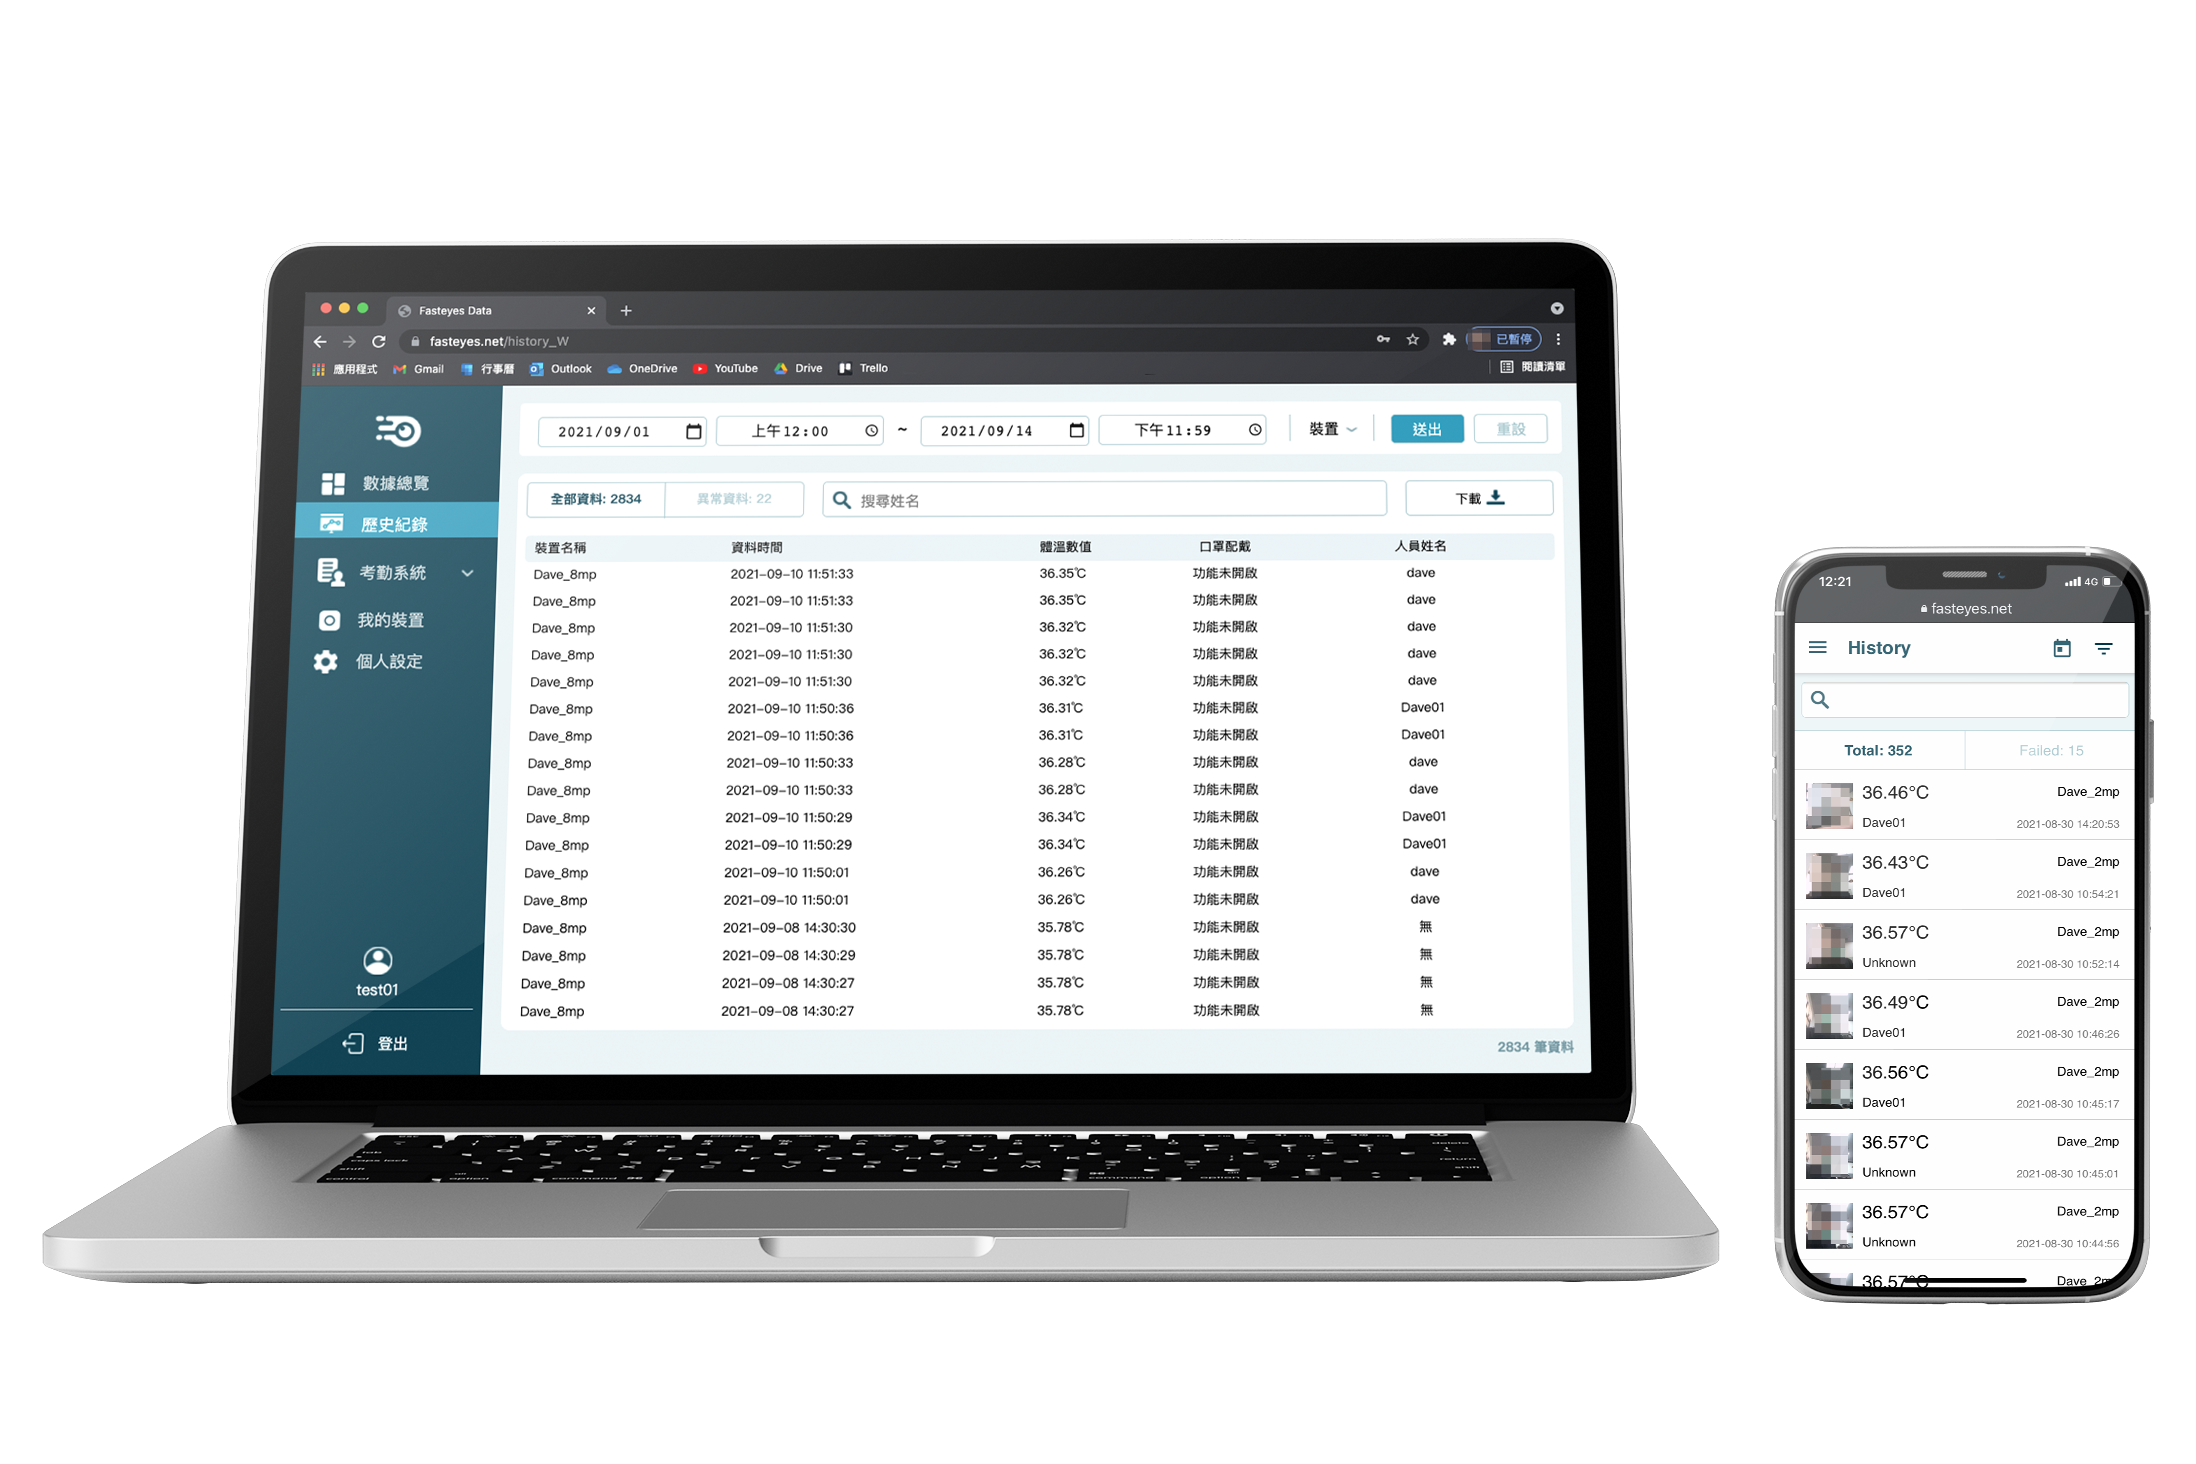 Fasteyes Data
fasteyes.net/history_W
已暫停
應用程式 Gmail 行事曆 Outlook OneDrive YouTube Drive Trello 閱讀清單
2021/09/01 上午12:00 ~ 2021/09/14 下午11:59 裝置 送出 重設
數據總覽
歷史紀錄
考勤系統
我的裝置
個人設定
test01
登出
全部資料: 2834 異常資料: 22 搜尋姓名 下載
裝置名稱 資料時間 體溫數值 口罩配戴 人員姓名
Dave_8mp 2021-09-10 11:51:33 36.35℃ 功能未開啟 dave
Dave_8mp 2021-09-10 11:51:33 36.35℃ 功能未開啟 dave
Dave_8mp 2021-09-10 11:51:30 36.32℃ 功能未開啟 dave
Dave_8mp 2021-09-10 11:51:30 36.32℃ 功能未開啟 dave
Dave_8mp 2021-09-10 11:51:30 36.32℃ 功能未開啟 dave
Dave_8mp 2021-09-10 11:50:36 36.31℃ 功能未開啟 Dave01
Dave_8mp 2021-09-10 11:50:36 36.31℃ 功能未開啟 Dave01
Dave_8mp 2021-09-10 11:50:33 36.28℃ 功能未開啟 dave
Dave_8mp 2021-09-10 11:50:33 36.28℃ 功能未開啟 dave
Dave_8mp 2021-09-10 11:50:29 36.34℃ 功能未開啟 Dave01
Dave_8mp 2021-09-10 11:50:29 36.34℃ 功能未開啟 Dave01
Dave_8mp 2021-09-10 11:50:01 36.26℃ 功能未開啟 dave
Dave_8mp 2021-09-10 11:50:01 36.26℃ 功能未開啟 dave
Dave_8mp 2021-09-08 14:30:30 35.78℃ 功能未開啟 無
Dave_8mp 2021-09-08 14:30:29 35.78℃ 功能未開啟 無
Dave_8mp 2021-09-08 14:30:27 35.78℃ 功能未開啟 無
Dave_8mp 2021-09-08 14:30:27 35.78℃ 功能未開啟 無
2834 筆資料
12:21 4G
fasteyes.net
History
Total: 352 Failed: 15
36.46°C Dave_2mp
Dave01 2021-08-30 14:20:53
36.43°C Dave_2mp
Dave01 2021-08-30 10:54:21
36.57°C Dave_2mp
Unknown 2021-08-30 10:52:14
36.49°C Dave_2mp
Dave01 2021-08-30 10:46:26
36.56°C Dave_2mp
Dave01 2021-08-30 10:45:17
36.57°C Dave_2mp
Unknown 2021-08-30 10:45:01
36.57°C Dave_2mp
Unknown 2021-08-30 10:44:56
36.57°C